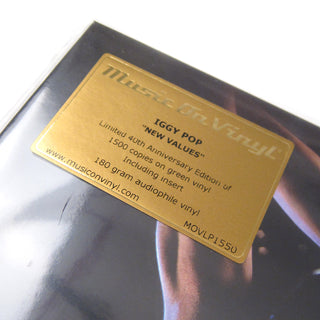 Music On Vinyl
IGGY POP
"NEW VALUES"
Limited 40th Anniversary Edition of
1500 copies on green vinyl
Including insert
180 gram audiophile vinyl
www.musiconvinyl.com
MOVLP1550